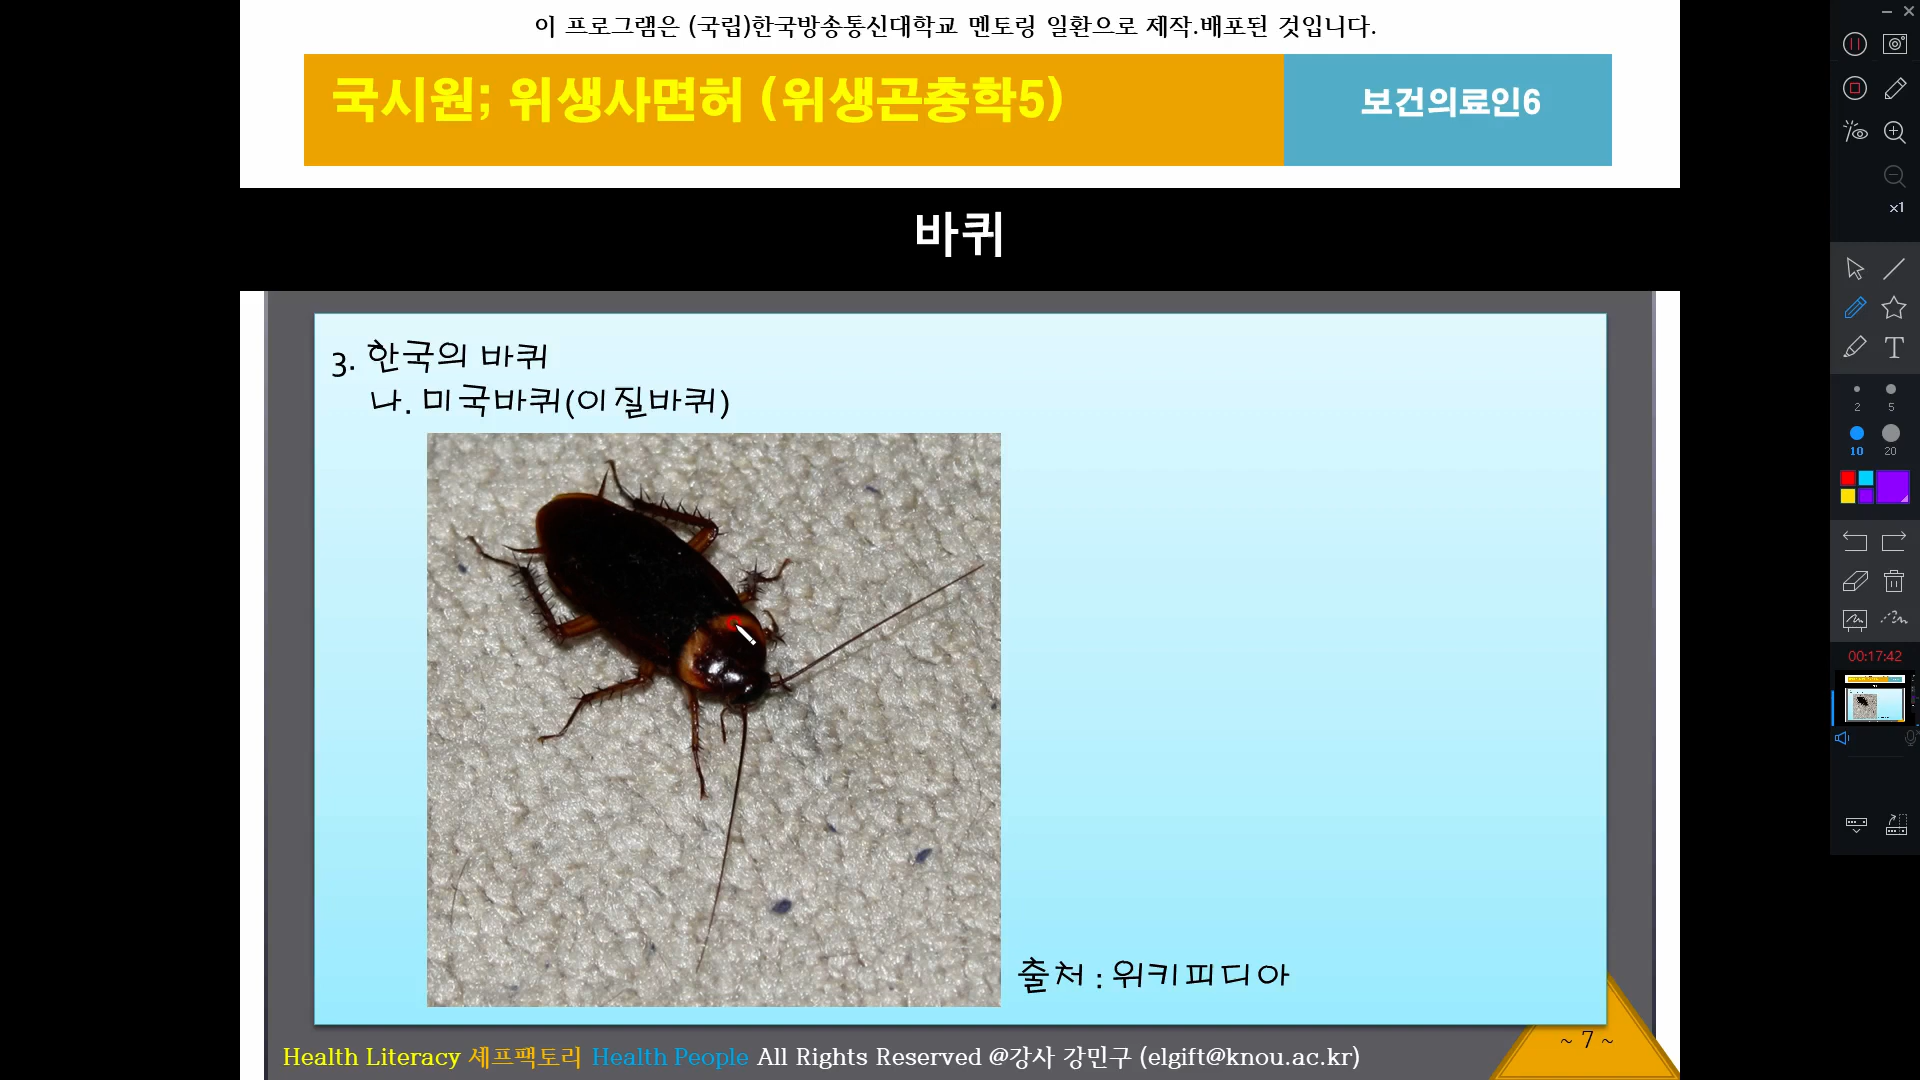 이 프로그램은 (국립)한국방송통신대학교 멘토링 일환으로 제작.배포된 것입니다.
국시원; 위생사면허 (위생곤충학5)
보건의료인6
바퀴
3. 한국의 바퀴
나. 미국바퀴(이질바퀴)
출처 : 위키피디아
~ 7 ~
Health Literacy 셰프팩토리 Health People All Rights Reserved @강사 강민구 (elgift@knou.ac.kr)
x1
T
2 5
10 20
00:17:42